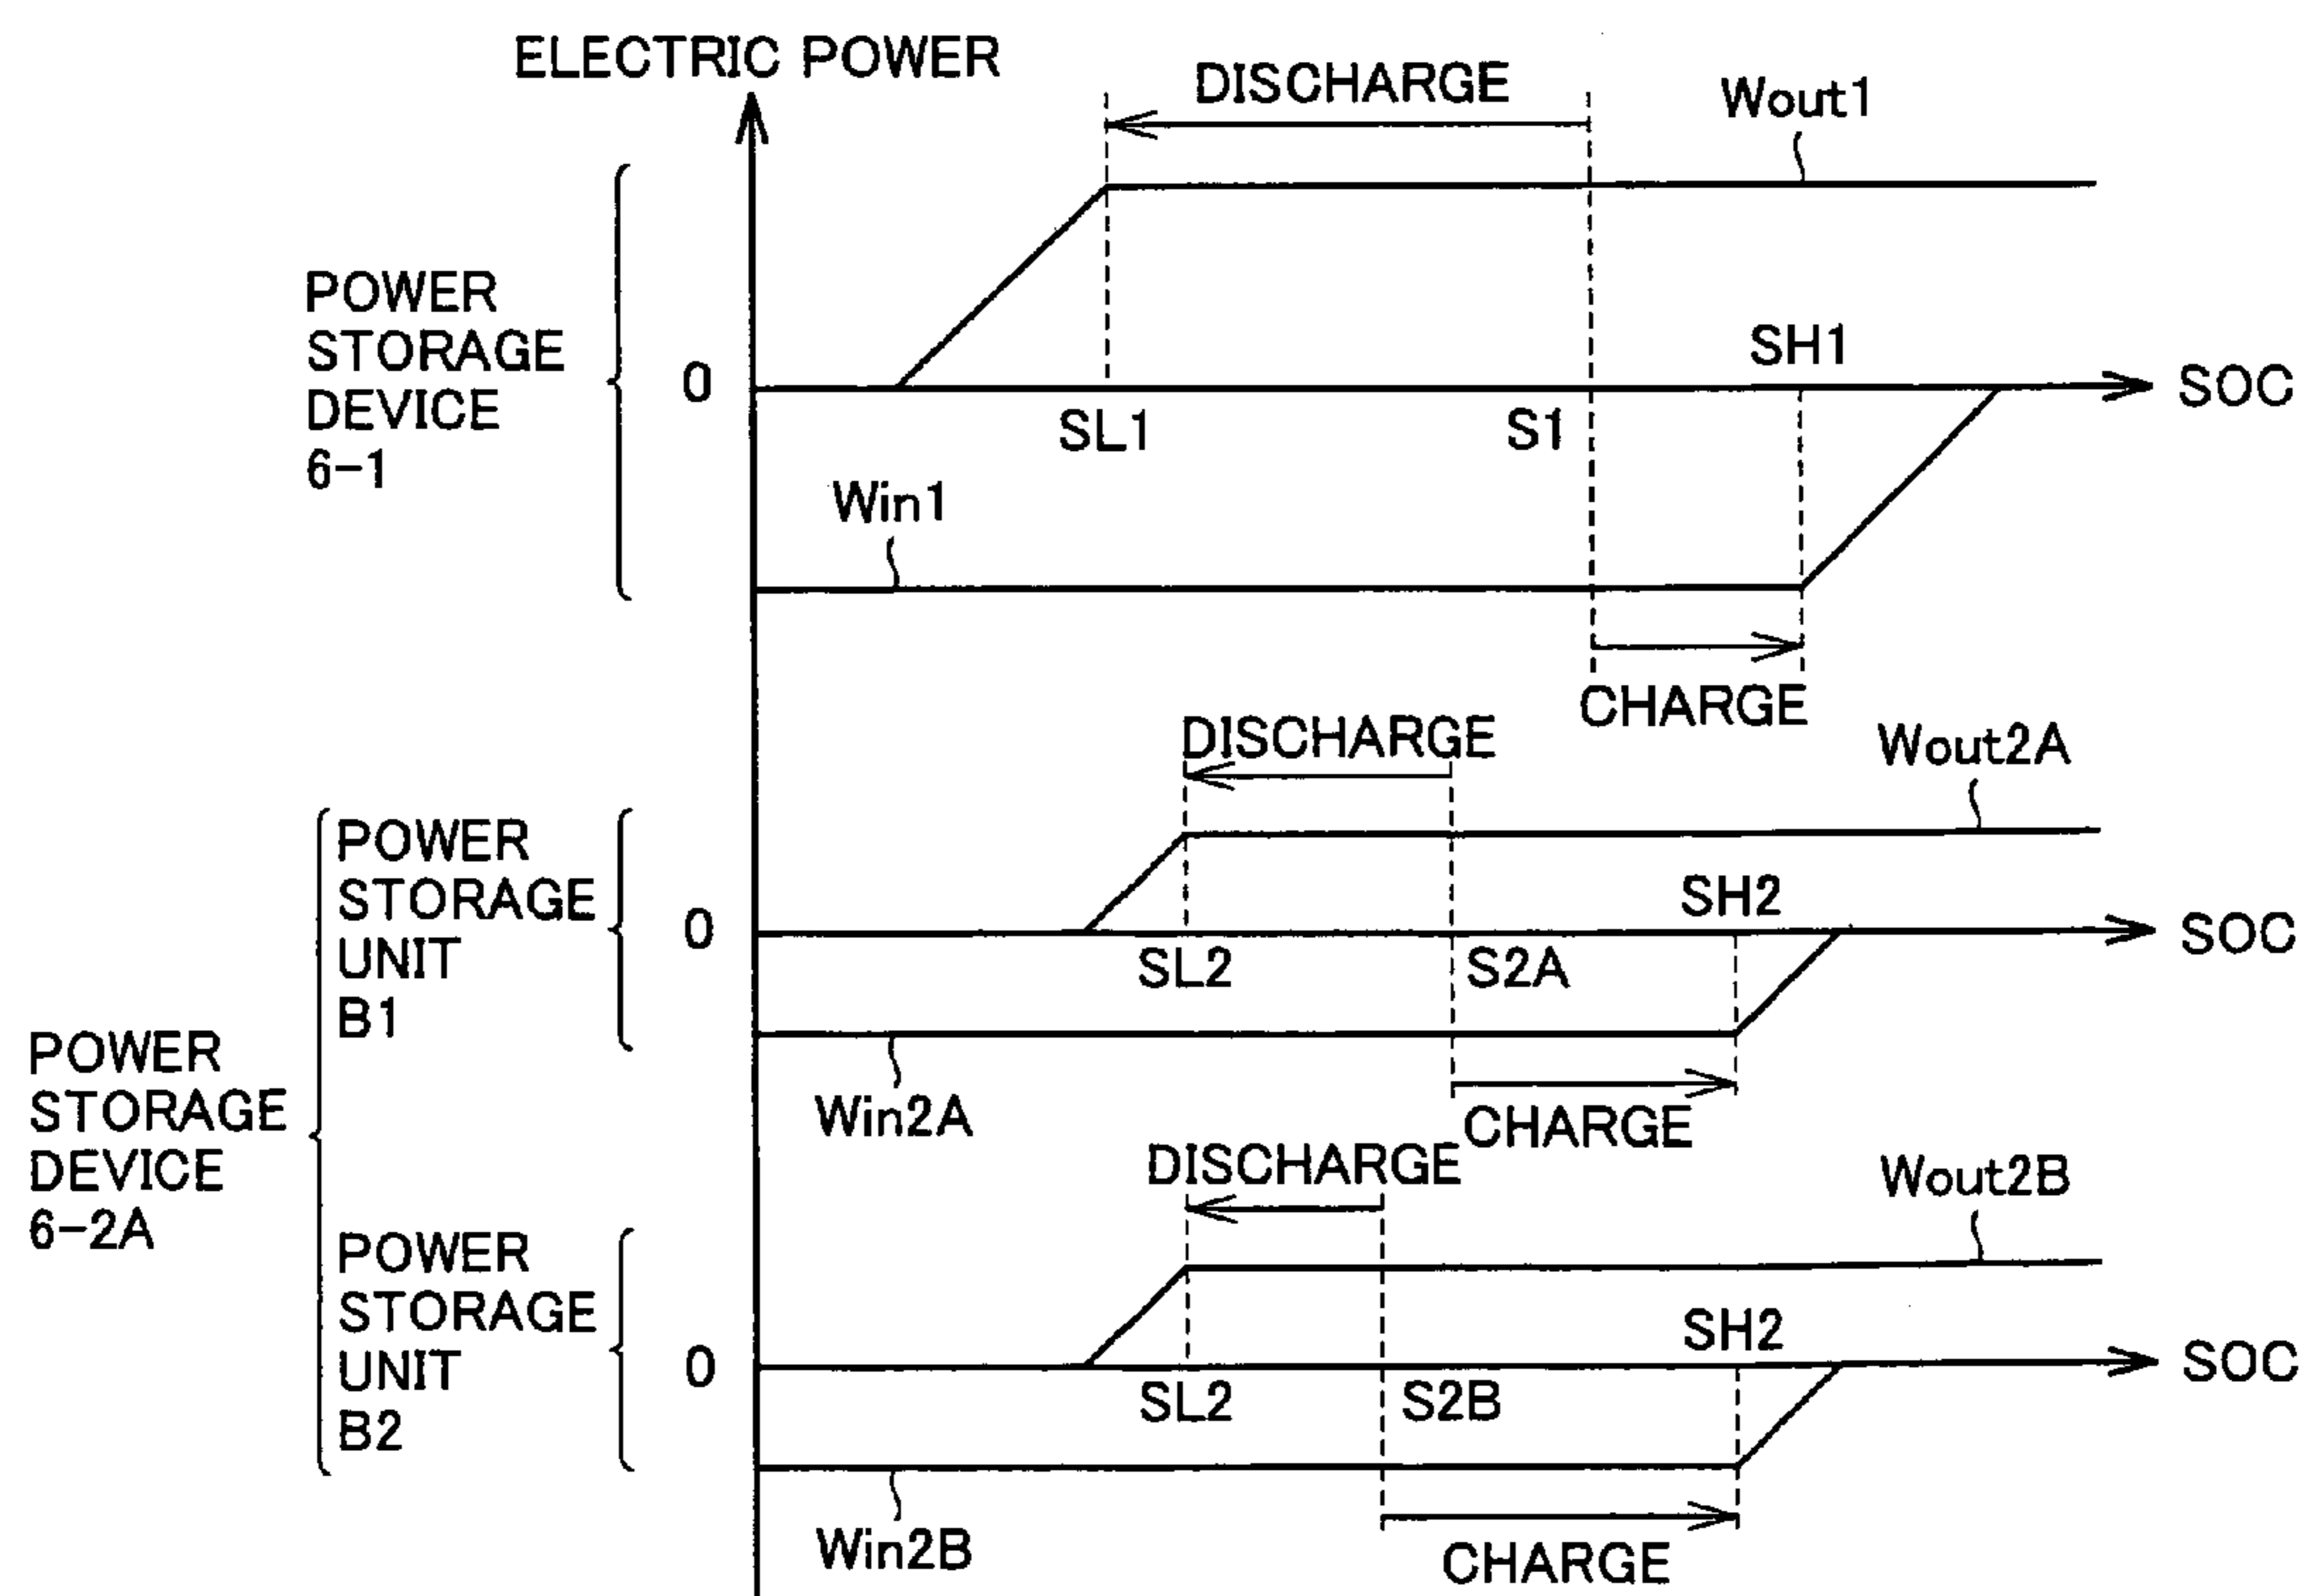 ELECTRIC POWER
DISCHARGE
Wout1
POWER
STORAGE
DEVICE
6-1
0
SH1
SOC
SL1
S1
Win1
CHARGE
DISCHARGE
Wout2A
POWER
STORAGE
UNIT
B1
0
SH2
SOC
SL2
S2A
Win2A
CHARGE
POWER
STORAGE
DEVICE
6-2A
DISCHARGE
Wout2B
POWER
STORAGE
UNIT
B2
0
SH2
SOC
SL2
S2B
Win2B
CHARGE